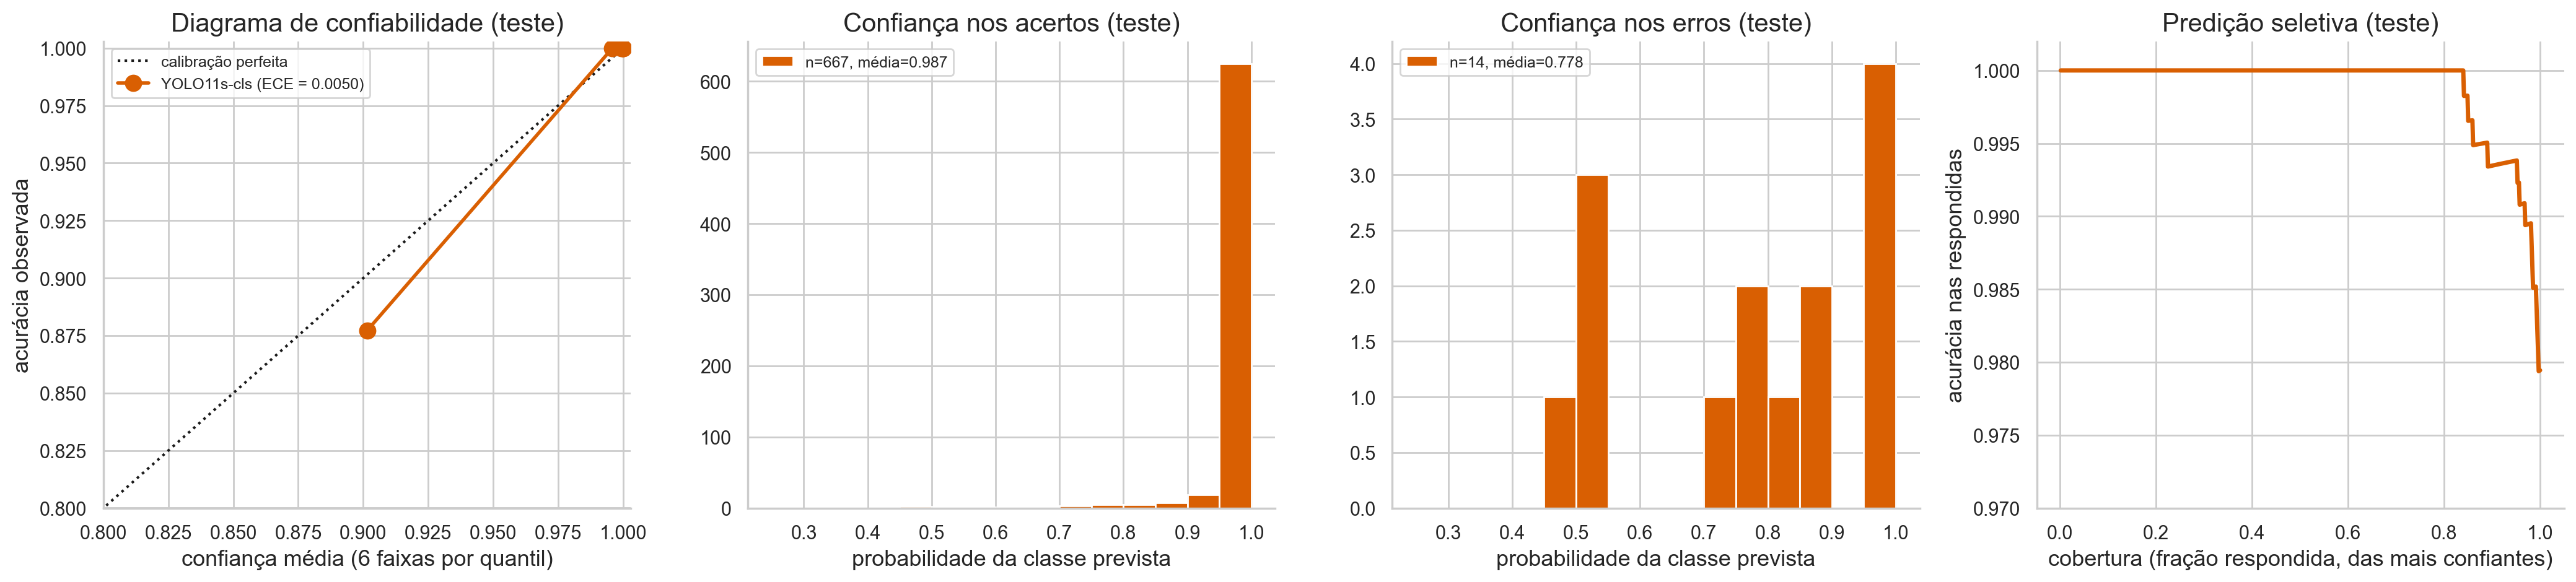 Diagrama de confiabilidade (teste)
calibração perfeita
YOLO11s-cls (ECE = 0.0050)
acurácia observada
1.000
0.975
0.950
0.925
0.900
0.875
0.850
0.825
0.800
0.800 0.825 0.850 0.875 0.900 0.925 0.950 0.975 1.000
confiança média (6 faixas por quantil)
Confiança nos acertos (teste)
n=667, média=0.987
600
500
400
300
200
100
0
0.3 0.4 0.5 0.6 0.7 0.8 0.9 1.0
probabilidade da classe prevista
Confiança nos erros (teste)
n=14, média=0.778
4.0
3.5
3.0
2.5
2.0
1.5
1.0
0.5
0.0
0.3 0.4 0.5 0.6 0.7 0.8 0.9 1.0
probabilidade da classe prevista
Predição seletiva (teste)
acurácia nas respondidas
1.000
0.995
0.990
0.985
0.980
0.975
0.970
0.0 0.2 0.4 0.6 0.8 1.0
cobertura (fração respondida, das mais confiantes)